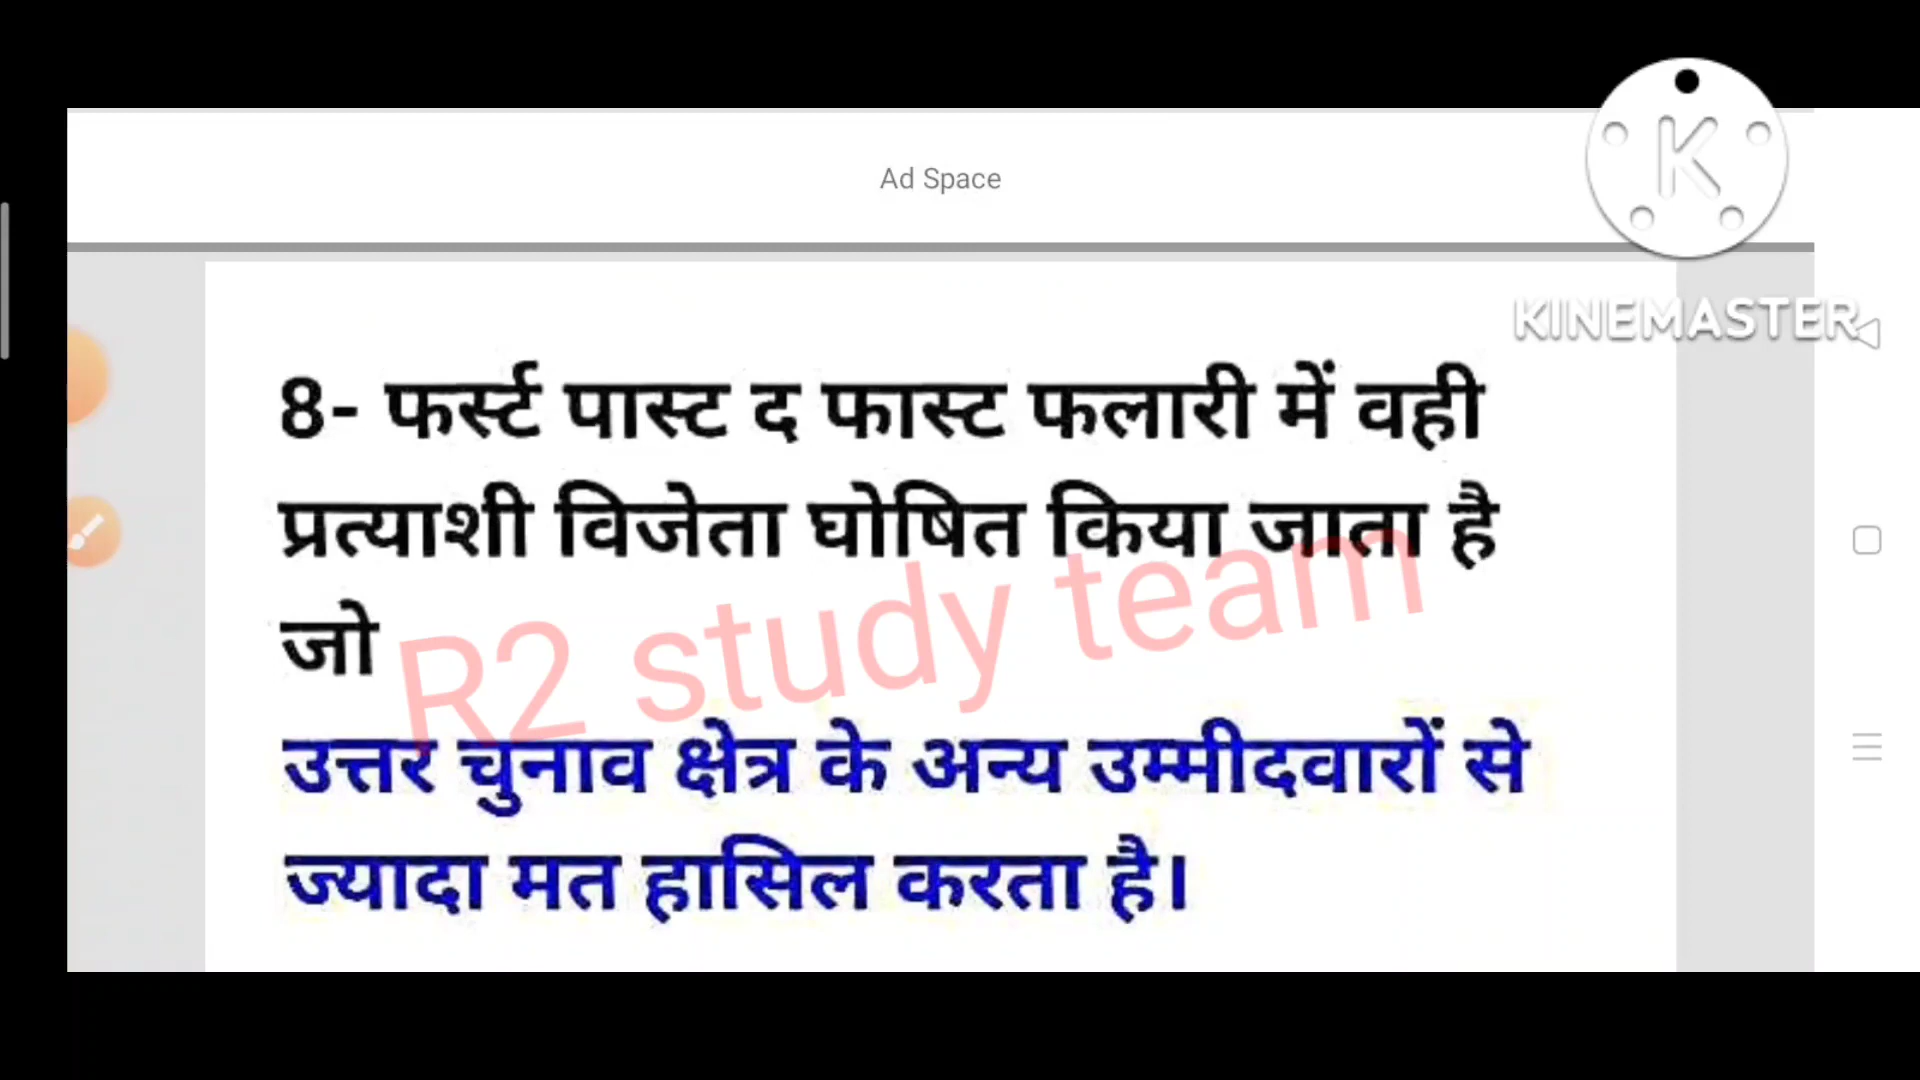 Ad Space
K
KINEMASTER
8- फर्स्ट पास्ट द फास्ट फलारी में वही
प्रत्याशी विजेता घोषित किया जाता है
जो
R2 study team
उत्तर चुनाव क्षेत्र के अन्य उम्मीदवारों से
ज्यादा मत हासिल करता है।